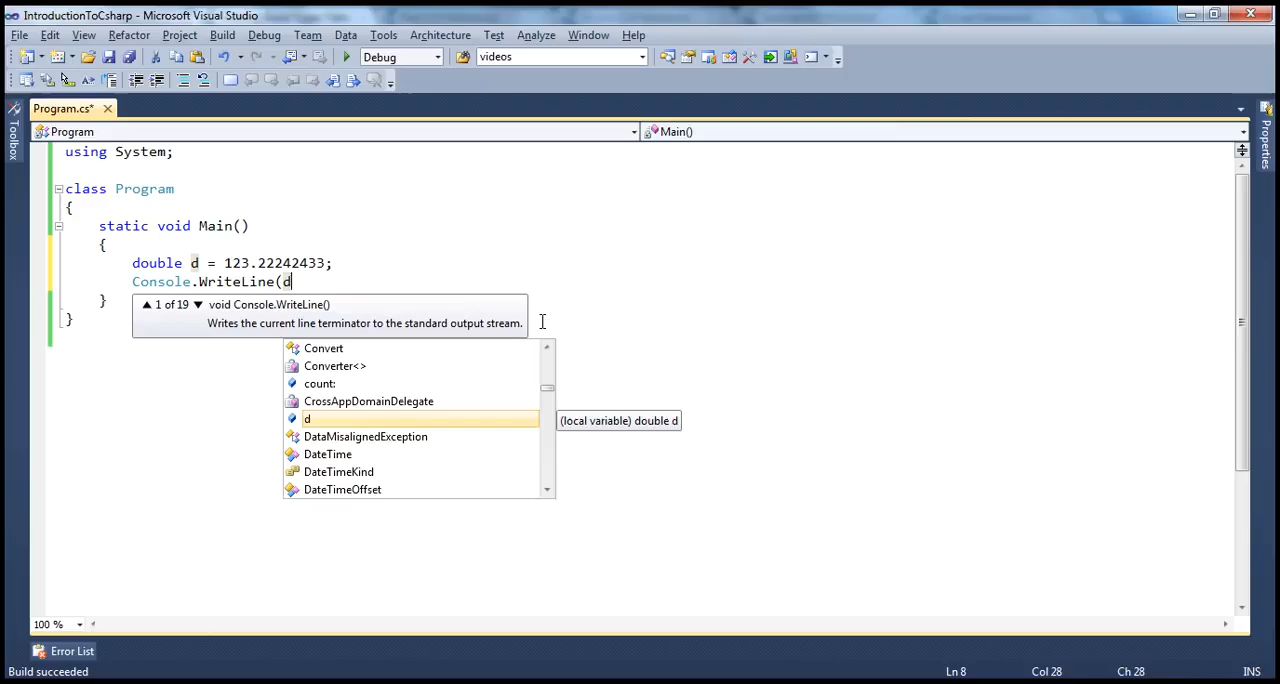 IntroductionToCsharp - Microsoft Visual Studio
File Edit View Refactor Project Build Debug Team Data Tools Architecture Test Analyze Window Help
Debug videos
Program.cs* ×
Program Main()
Toolbox
Properties
using System;
class Program
{
static void Main()
{
double d = 123.22242433;
Console.WriteLine(d
}
}
1 of 19 void Console.WriteLine()
Writes the current line terminator to the standard output stream.
Convert
Converter<>
count:
CrossAppDomainDelegate
d
(local variable) double d
DataMisalignedException
DateTime
DateTimeKind
DateTimeOffset
100 %
Error List
Build succeeded Ln 8 Col 28 Ch 28 INS